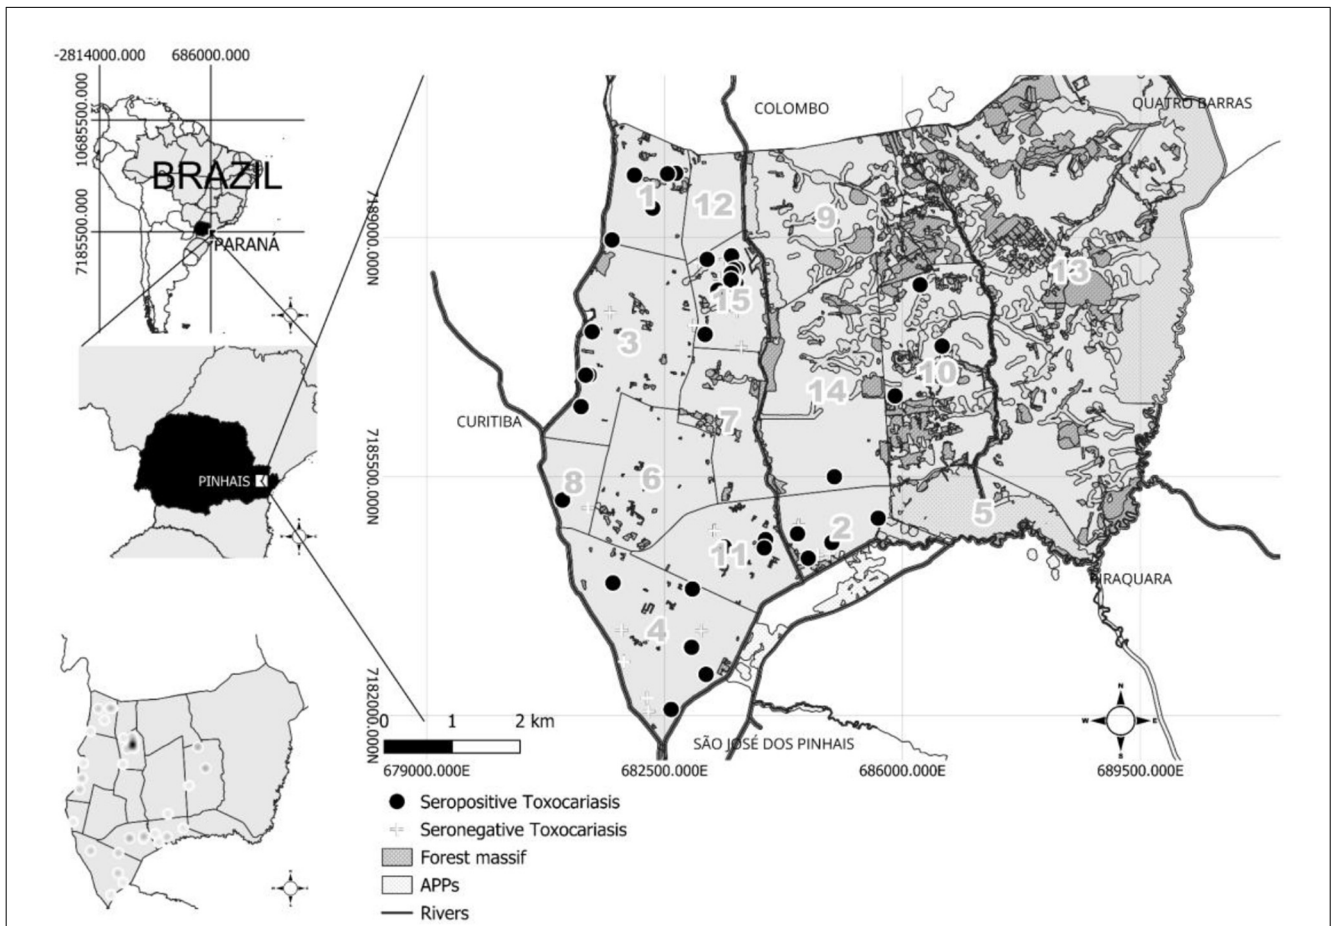 -2814000.000 686000.000
10685500.000
7185500.000
BRAZIL
PARANÁ
PINHAIS
COLOMBO
QUATRO BARRAS
CURITIBA
PIRAQUARA
SÃO JOSÉ DOS PINHAIS
7189000.000N
7185500.000N
7182000.000N
1
12
9
13
15
3
10
14
7
8
6
5
2
11
4
N
W E
S
0 1 2 km
679000.000E 682500.000E 686000.000E 689500.000E
Seropositive Toxocariasis
Seronegative Toxocariasis
Forest massif
APPs
Rivers